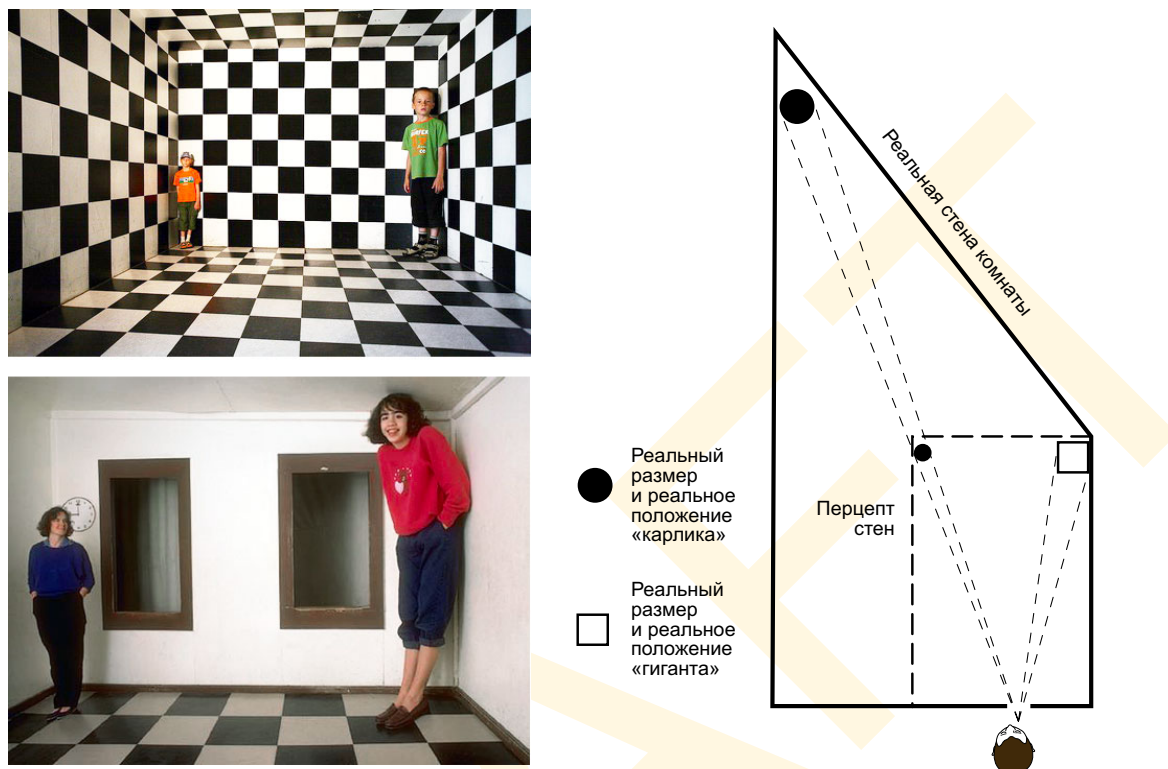 Реальная стена комнаты
Реальный
размер
и реальное
положение
«карлика»
Перцепт
стен
Реальный
размер
и реальное
положение
«гиганта»